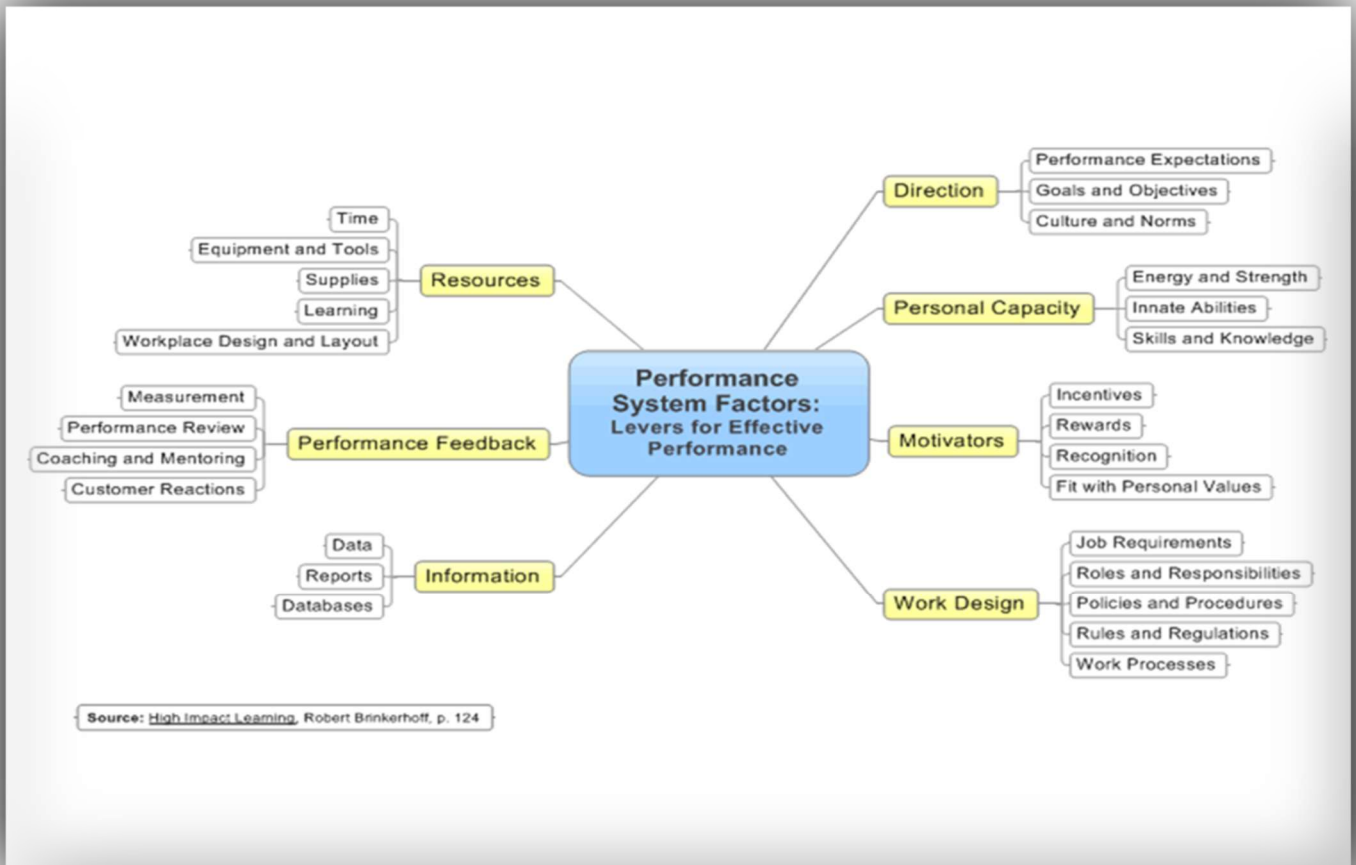 Performance
System Factors:
Levers for Effective
Performance
Direction
Performance Expectations
Goals and Objectives
Culture and Norms
Personal Capacity
Energy and Strength
Innate Abilities
Skills and Knowledge
Motivators
Incentives
Rewards
Recognition
Fit with Personal Values
Work Design
Job Requirements
Roles and Responsibilities
Policies and Procedures
Rules and Regulations
Work Processes
Resources
Time
Equipment and Tools
Supplies
Learning
Workplace Design and Layout
Performance Feedback
Measurement
Performance Review
Coaching and Mentoring
Customer Reactions
Information
Data
Reports
Databases
Source: High Impact Learning, Robert Brinkerhoff, p. 124